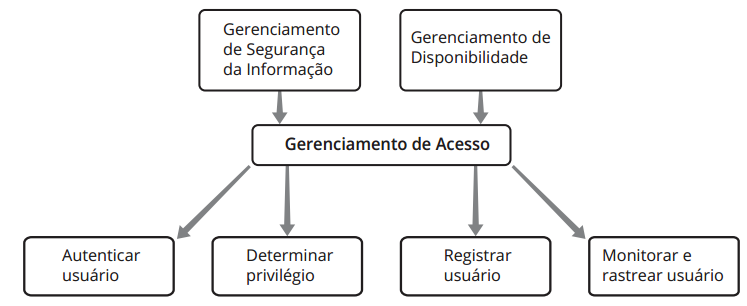 Gerenciamento
de Segurança
da Informação
Gerenciamento de
Disponibilidade
Gerenciamento de Acesso
Autenticar
usuário
Determinar
privilégio
Registrar
usuário
Monitorar e
rastrear usuário